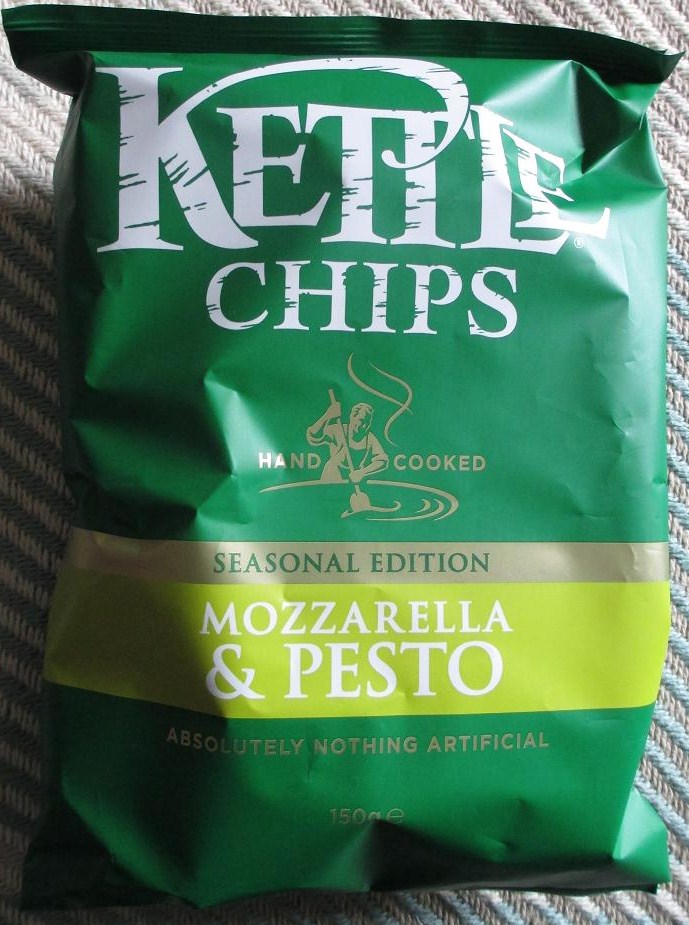 KETTLE®
CHIPS
HAND COOKED
SEASONAL EDITION
MOZZARELLA
& PESTO
ABSOLUTELY NOTHING ARTIFICIAL
150g ℮